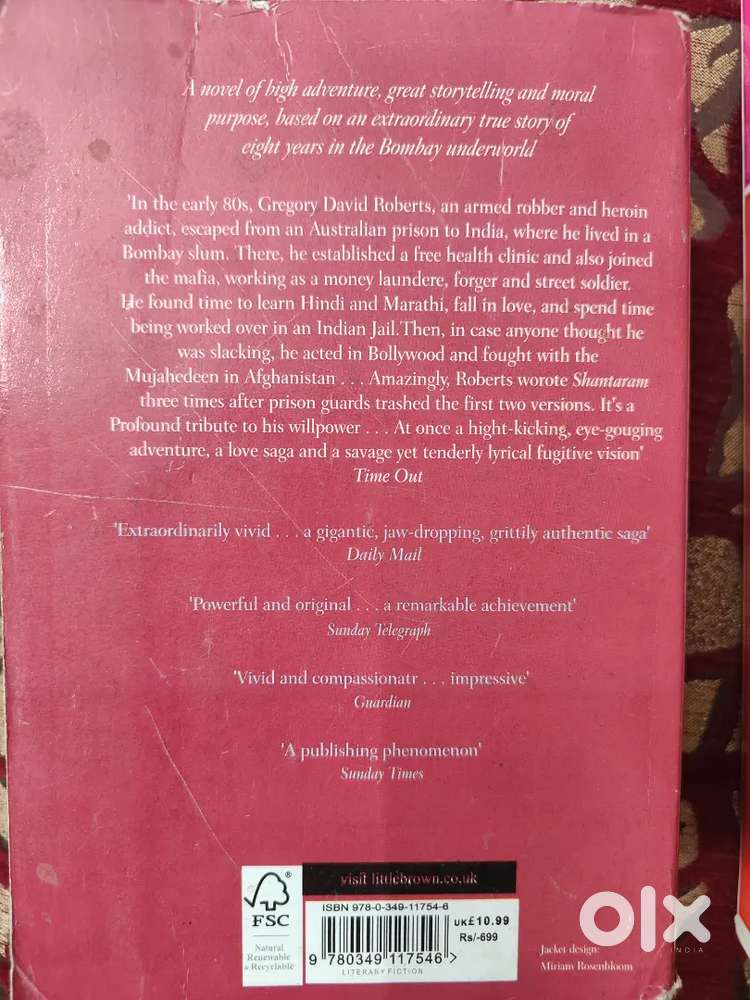 A novel of high adventure, great storytelling and moral
purpose, based on an extraordinary true story of
eight years in the Bombay underworld
'In the early 80s, Gregory David Roberts, an armed robber and heroin
addict, escaped from an Australian prison to India, where he lived in a
Bombay slum. There, he established a free health clinic and also joined
the mafia, working as a money laundere, forger and street soldier.
He found time to learn Hindi and Marathi, fall in love, and spend time
being worked over in an Indian Jail.Then, in case anyone thought he
was slacking, he acted in Bollywood and fought with the
Mujahedeen in Afghanistan . . . Amazingly, Roberts worote Shantaram
three times after prison guards trashed the first two versions. It's a
Profound tribute to his willpower . . . At once a hight-kicking, eye-gouging
adventure, a love saga and a savage yet tenderly lyrical fugitive vision'
Time Out
'Extraordinarily vivid . . . a gigantic, jaw-dropping, grittily authentic saga'
Daily Mail
'Powerful and original . . . a remarkable achievement'
Sunday Telegraph
'Vivid and compassionatr . . . impressive'
Guardian
'A publishing phenomenon'
Sunday Times
visit littlebrown.co.uk
FSC
Natural
Renewable
& Recyclable
ISBN 978-0-349-11754-6
9 780349 117546 >
LITERARY FICTION
UK£10.99
Rs/-699
olx
INDIA
Jacket design:
Miriam Rosenbloom